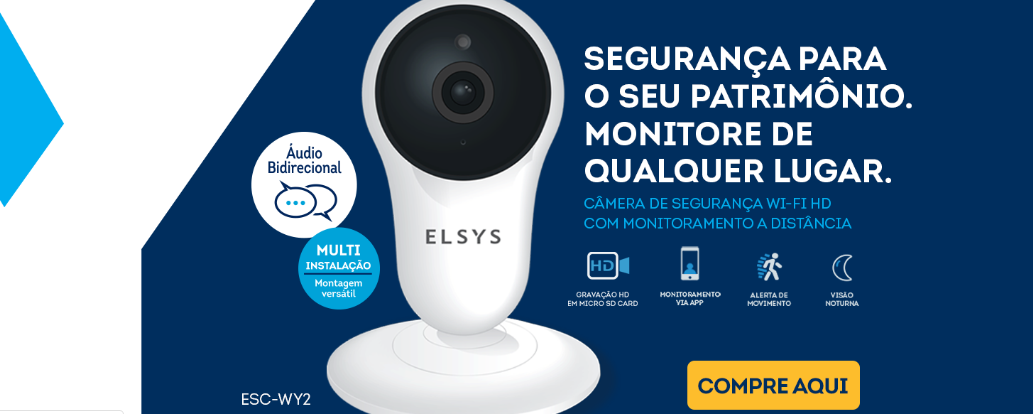 SEGURANÇA PARA
O SEU PATRIMÔNIO.
MONITORE DE
QUALQUER LUGAR.
CÂMERA DE SEGURANÇA WI-FI HD
COM MONITORAMENTO A DISTÂNCIA
HD
GRAVAÇÃO HD
EM MICRO SD CARD
MONITORAMENTO
VIA APP
ALERTA DE
MOVIMENTO
VISÃO
NOTURNA
COMPRE AQUI
Áudio
Bidirecional
MULTI
INSTALAÇÃO
Montagem
versátil
ELSYS
ESC-WY2